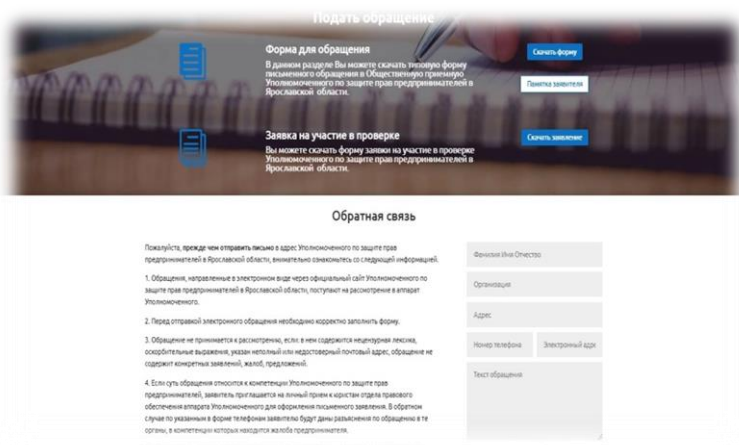 Подать обращение
Форма для обращения
В данном разделе Вы можете скачать типовую форму
письменного обращения в Общественную приемную
Уполномоченного по защите прав предпринимателей в
Ярославской области.
Скачать форму
Памятка заявителя
Заявка на участие в проверке
Вы можете скачать форму заявки на участие в проверке
Уполномоченного по защите прав предпринимателей в
Ярославской области.
Скачать заявление
Обратная связь
Пожалуйста, прежде чем отправить письмо в адрес Уполномоченного по защите прав
предпринимателей в Ярославской области, внимательно ознакомьтесь со следующей информацией.
1. Обращения, направленные в электронном виде через официальный сайт Уполномоченного по
защите прав предпринимателей в Ярославской области, поступают на рассмотрение в аппарат
Уполномоченного.
2. Перед отправкой электронного обращения необходимо корректно заполнить форму.
3. Обращение не принимается к рассмотрению, если: в нем содержится нецензурная лексика,
оскорбительные выражения, указан неполный или недостоверный почтовый адрес, обращение не
содержит конкретных заявлений, жалоб, предложений.
4. Если суть обращения относится к компетенции Уполномоченного по защите прав
предпринимателей, заявитель приглашается на личный прием к юристам отдела правового
обеспечения аппарата Уполномоченного для оформления письменного заявления. В обратном
случае по указанным в форме телефонам заявителю будут даны разъяснения по обращению в те
органы, в компетенции которых находится жалоба предпринимателя.
Фамилия Имя Отчество
Организация
Адрес
Номер телефона
Электронный адрк
Текст обращения